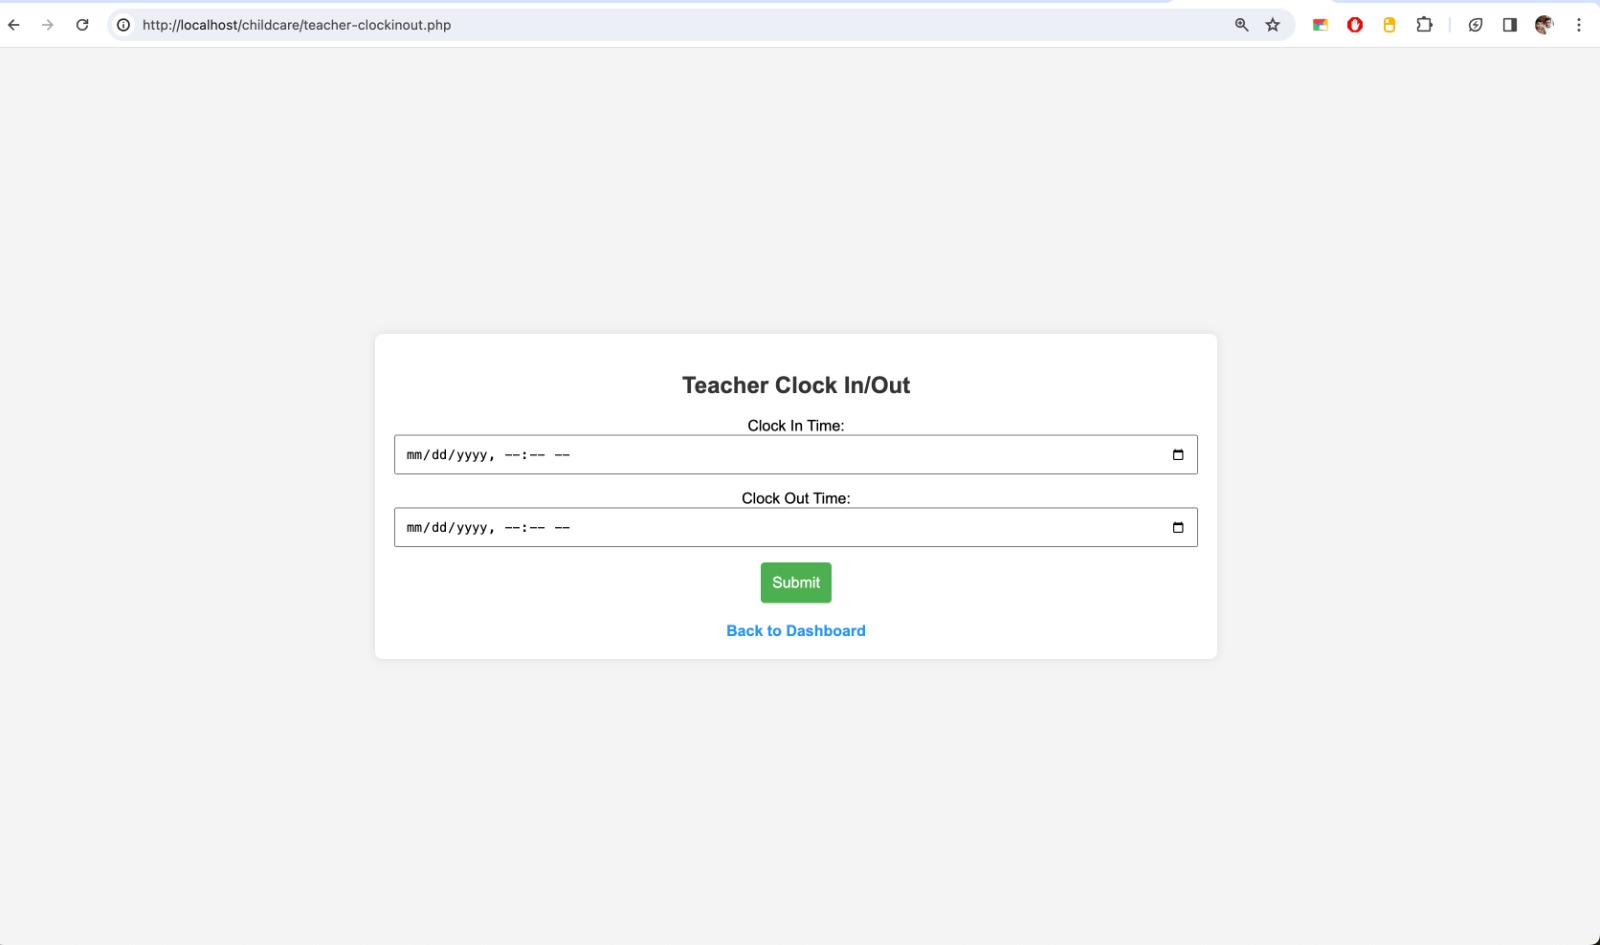 http://localhost/childcare/teacher-clockinout.php
Teacher Clock In/Out
Clock In Time:
mm/dd/yyyy, --:-- --
Clock Out Time:
mm/dd/yyyy, --:-- --
Submit
Back to Dashboard